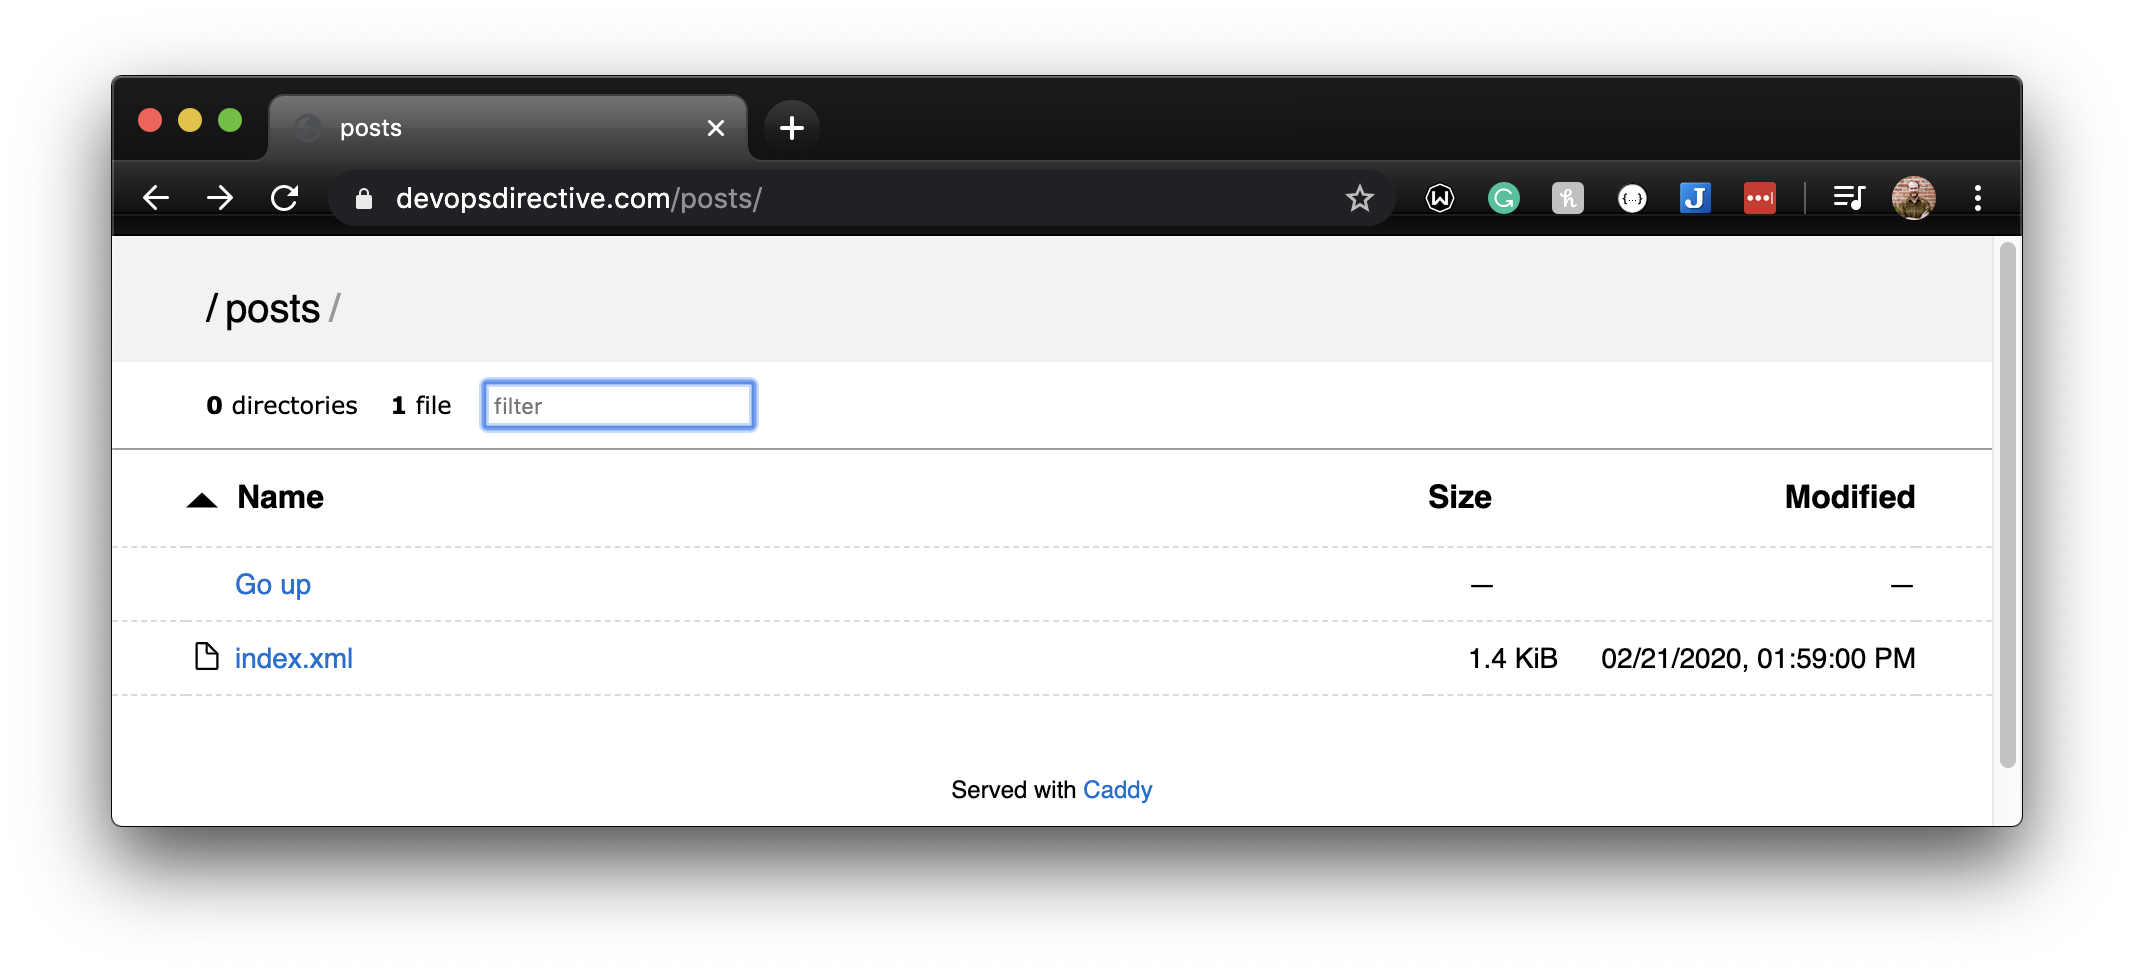 posts
devopsdirective.com/posts/
/ posts /
0 directories 1 file filter
Name Size Modified
Go up — —
index.xml 1.4 KiB 02/21/2020, 01:59:00 PM
Served with Caddy